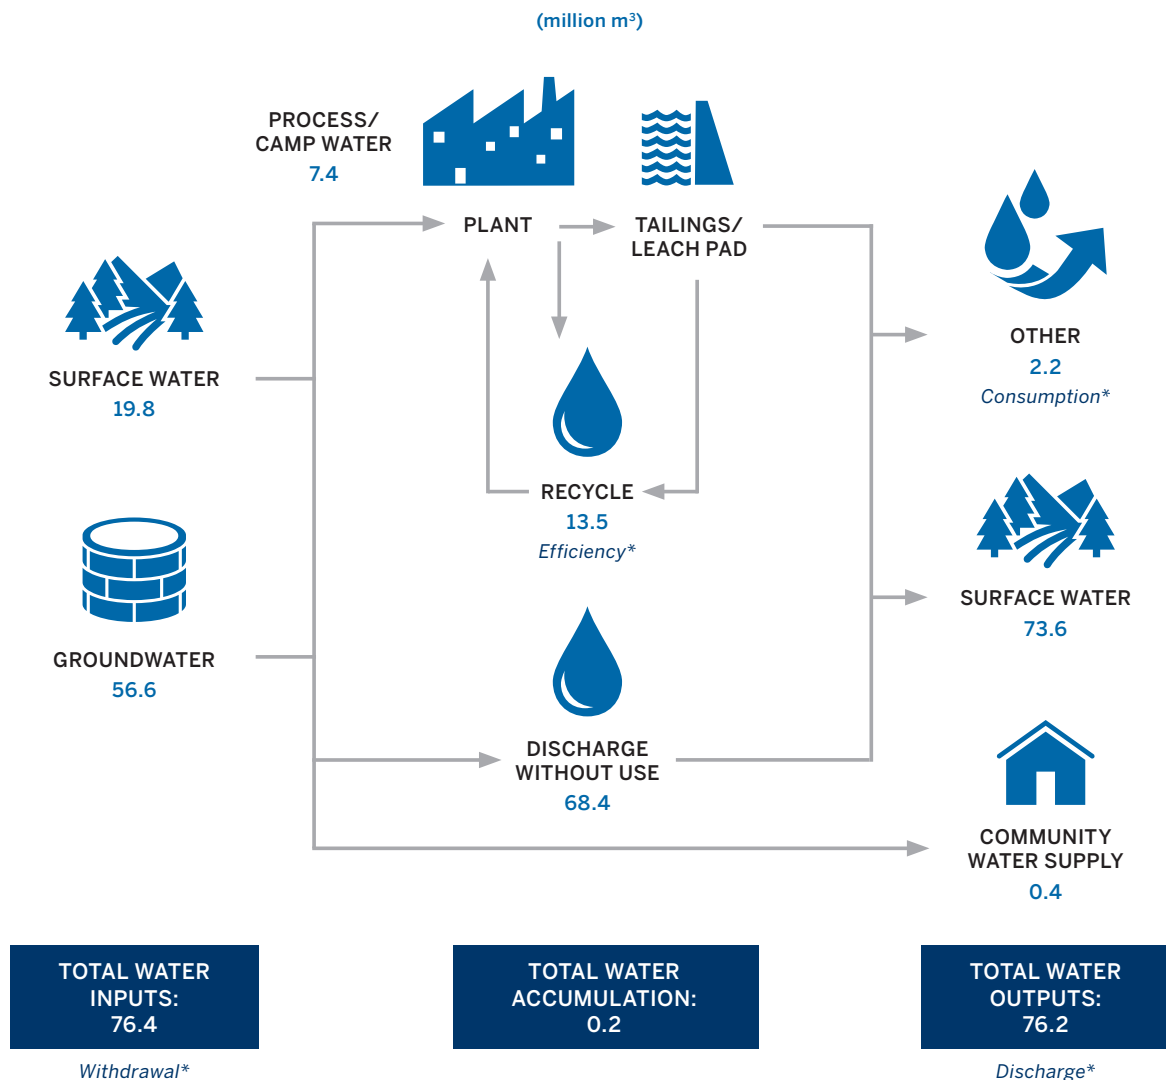 (million m³)
PROCESS/
CAMP WATER
7.4
PLANT
TAILINGS/
LEACH PAD
SURFACE WATER
19.8
OTHER
2.2
Consumption*
RECYCLE
13.5
Efficiency*
GROUNDWATER
56.6
SURFACE WATER
73.6
DISCHARGE
WITHOUT USE
68.4
COMMUNITY
WATER SUPPLY
0.4
TOTAL WATER
INPUTS:
76.4
Withdrawal*
TOTAL WATER
ACCUMULATION:
0.2
TOTAL WATER
OUTPUTS:
76.2
Discharge*